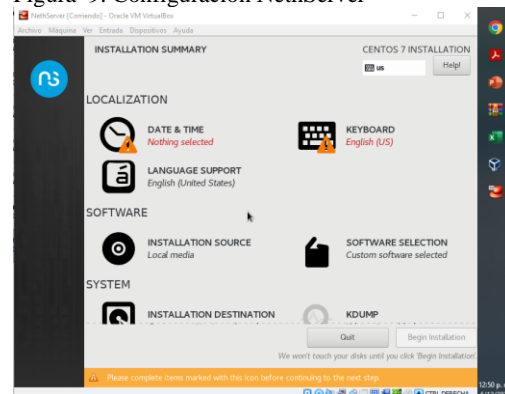 Figura 9. Configuración NethServer
NethServer [Corriendo] - Oracle VM VirtualBox
Archivo Máquina Ver Entrada Dispositivos Ayuda
INSTALLATION SUMMARY
CENTOS 7 INSTALLATION
us
Help!
LOCALIZATION
DATE & TIME
Nothing selected
KEYBOARD
English (US)
LANGUAGE SUPPORT
English (United States)
SOFTWARE
INSTALLATION SOURCE
Local media
SOFTWARE SELECTION
Custom software selected
SYSTEM
INSTALLATION DESTINATION
KDUMP
Quit
Begin Installation
We won't touch your disks until you click 'Begin Installation'.
Please complete items marked with this icon before continuing to the next step.
CTRL DERECHA
12:50 p.